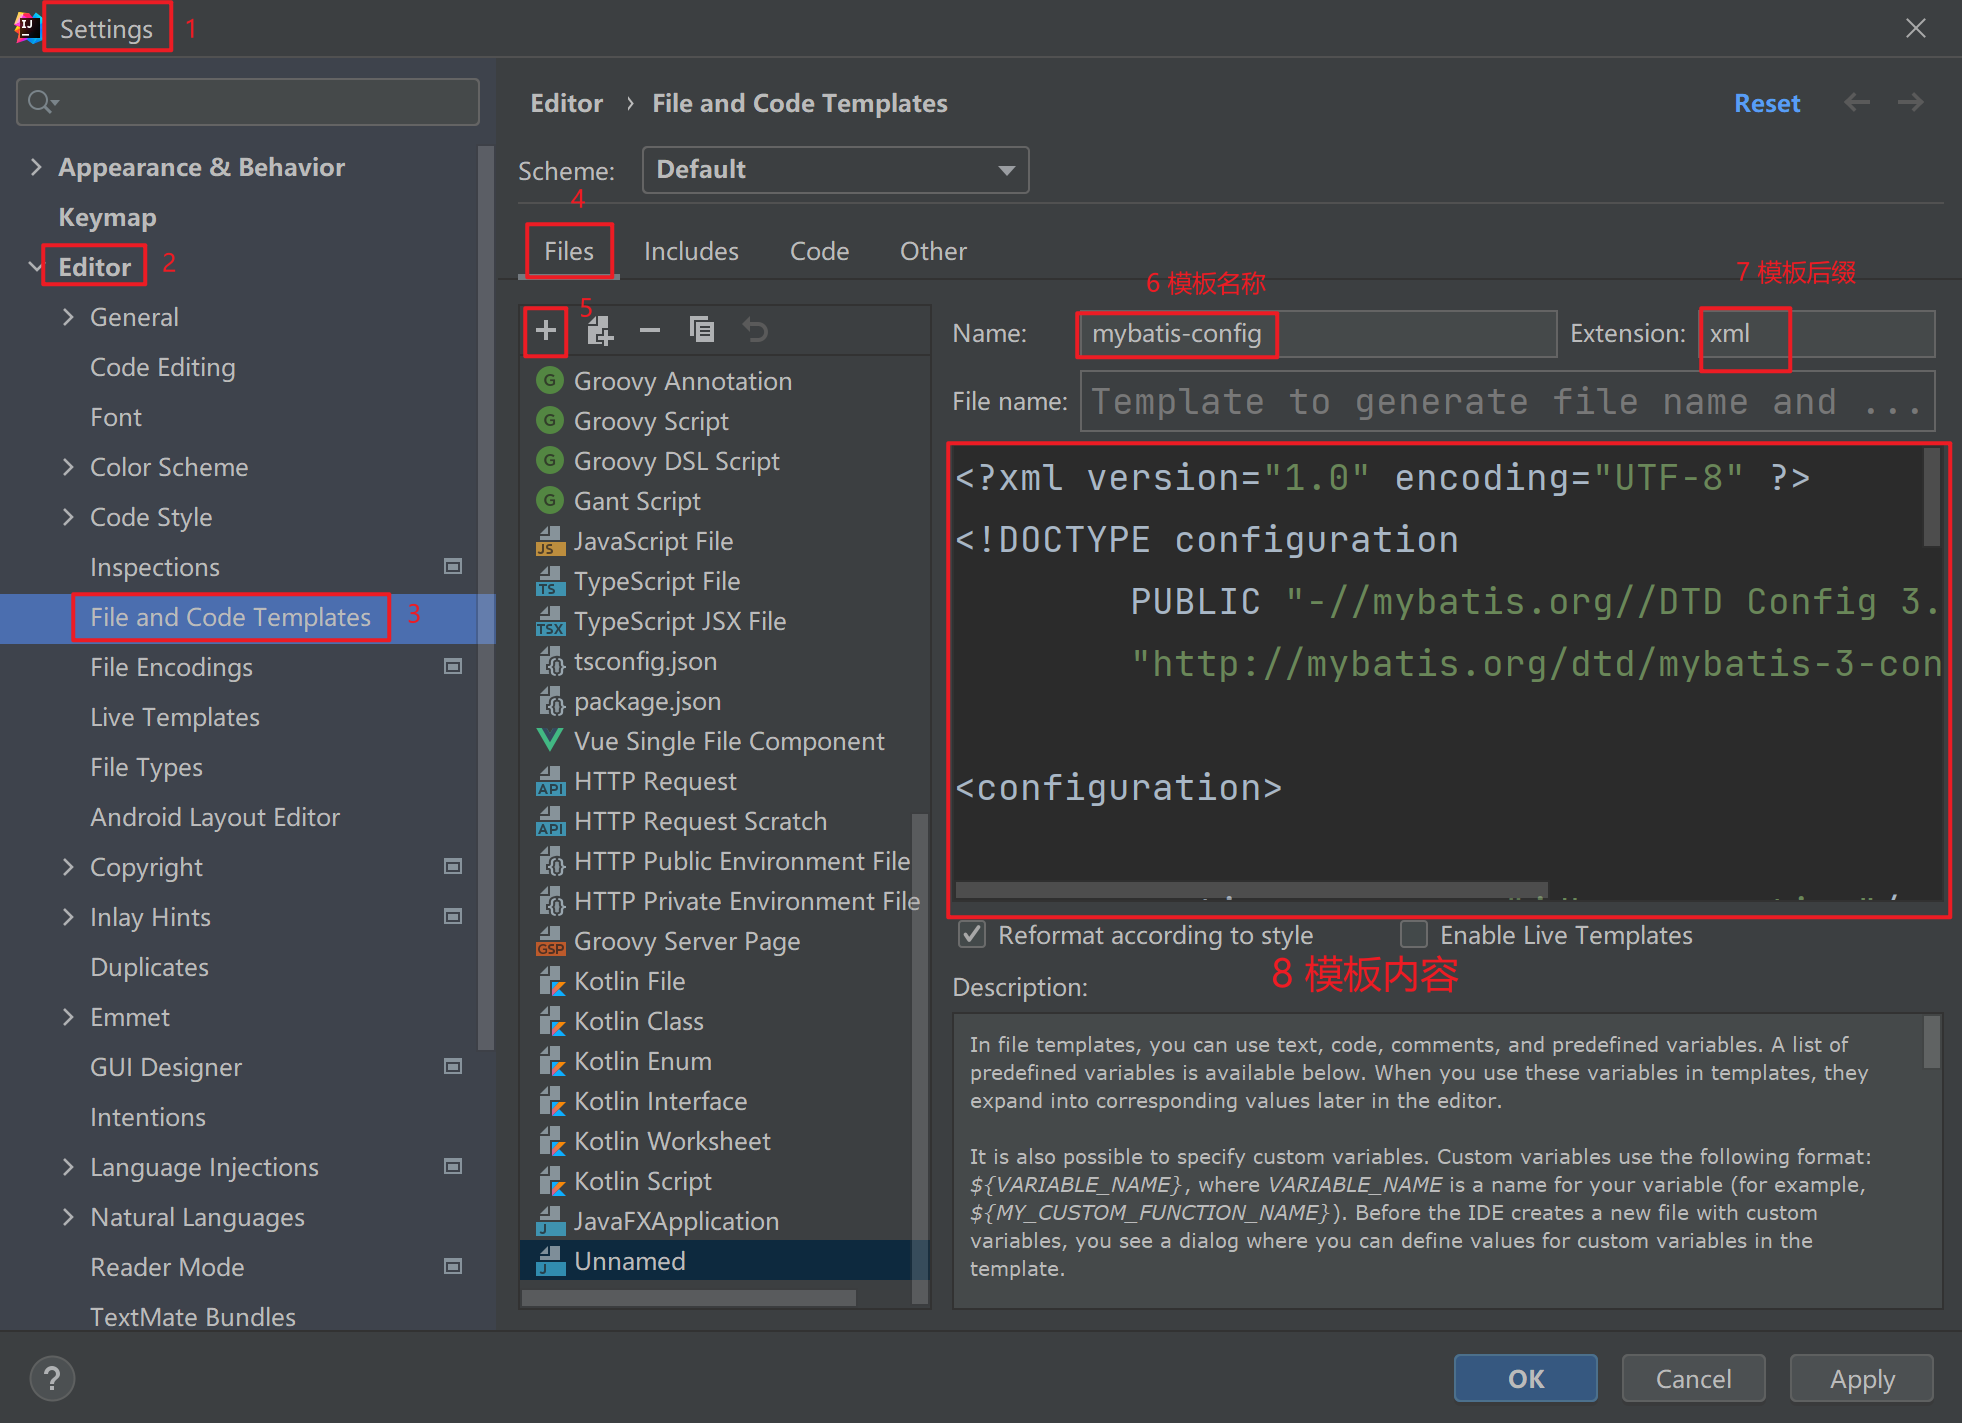 Settings 1
Appearance & Behavior
Keymap
Editor 2
General
Code Editing
Font
Color Scheme
Code Style
Inspections
File and Code Templates 3
File Encodings
Live Templates
File Types
Android Layout Editor
Copyright
Inlay Hints
Duplicates
Emmet
GUI Designer
Intentions
Language Injections
Natural Languages
Reader Mode
TextMate Bundles
Editor › File and Code Templates
Reset
Scheme: Default
4
Files Includes Code Other
5
Groovy Annotation
Groovy Script
Groovy DSL Script
Gant Script
JavaScript File
TypeScript File
TypeScript JSX File
tsconfig.json
package.json
Vue Single File Component
HTTP Request
HTTP Request Scratch
HTTP Public Environment File
HTTP Private Environment File
Groovy Server Page
Kotlin File
Kotlin Class
Kotlin Enum
Kotlin Interface
Kotlin Worksheet
Kotlin Script
JavaFXApplication
Unnamed
6 模板名称
7 模板后缀
Name: mybatis-config Extension: xml
File name: Template to generate file name and ...
<?xml version="1.0" encoding="UTF-8" ?>
<!DOCTYPE configuration
PUBLIC "-//mybatis.org//DTD Config 3.
"http://mybatis.org/dtd/mybatis-3-con
<configuration>
Reformat according to style Enable Live Templates
8 模板内容
Description:
In file templates, you can use text, code, comments, and predefined variables. A list of
predefined variables is available below. When you use these variables in templates, they
expand into corresponding values later in the editor.
It is also possible to specify custom variables. Custom variables use the following format:
${VARIABLE_NAME}, where VARIABLE_NAME is a name for your variable (for example,
${MY_CUSTOM_FUNCTION_NAME}). Before the IDE creates a new file with custom
variables, you see a dialog where you can define values for custom variables in the
template.
?
OK Cancel Apply